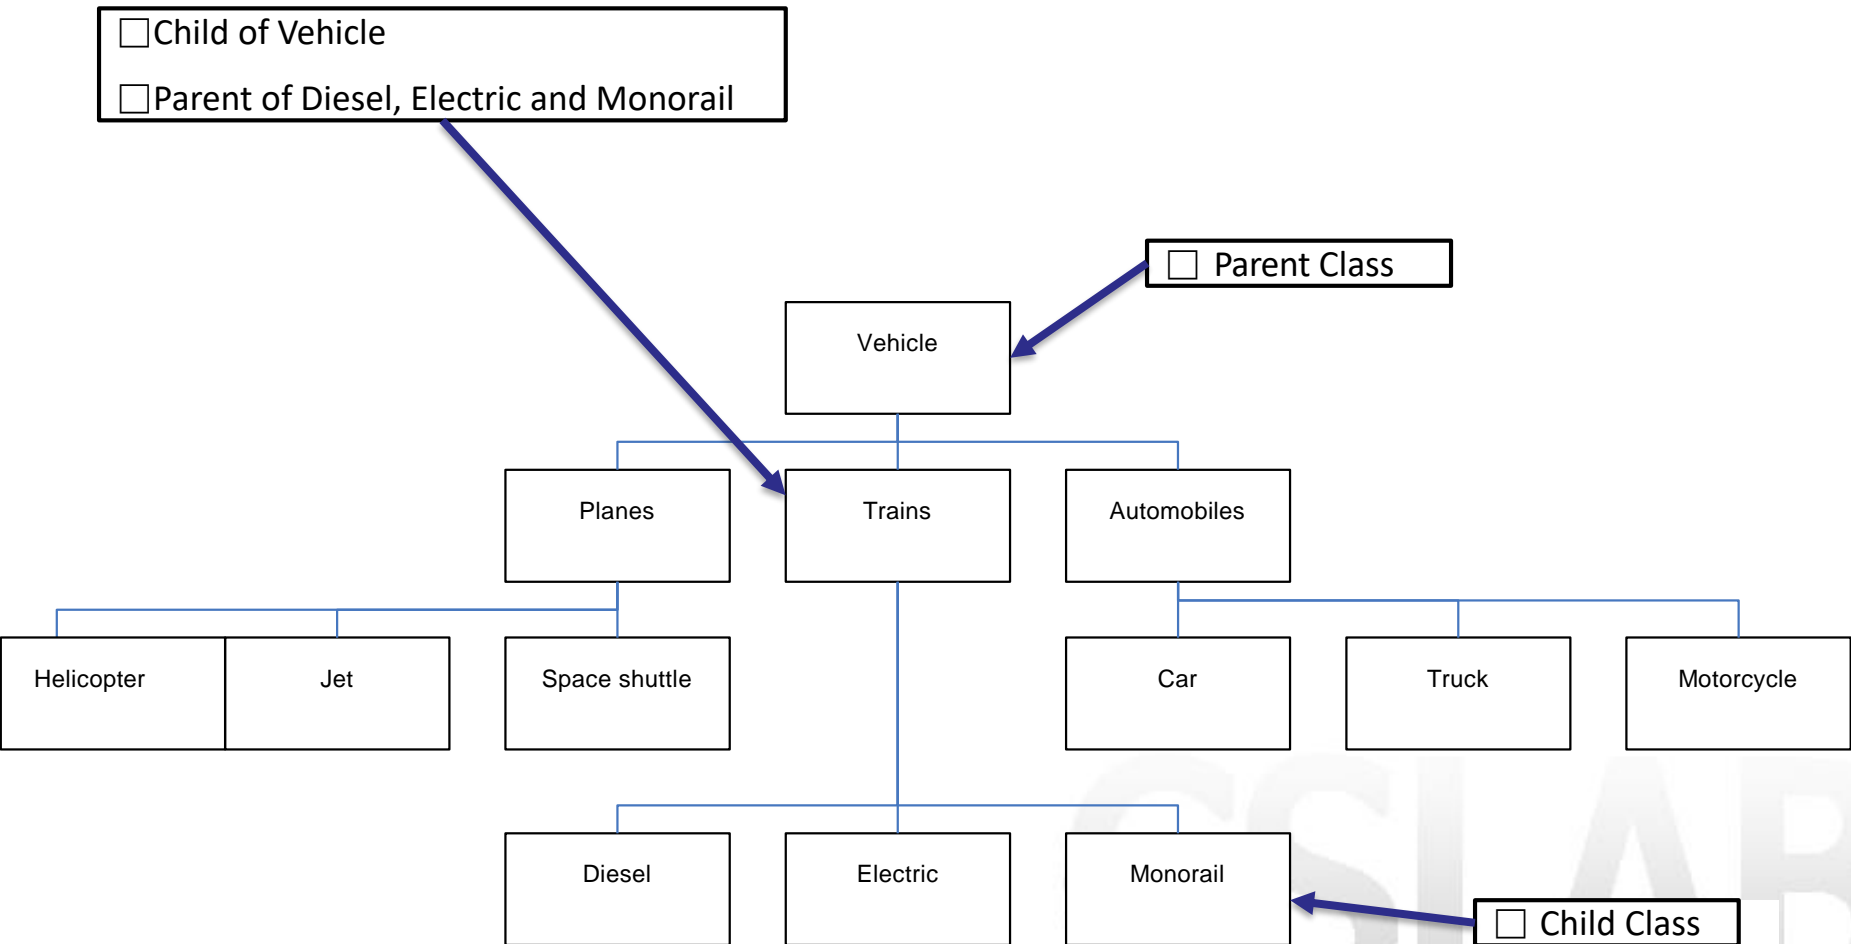 □Child of Vehicle
□Parent of Diesel, Electric and Monorail
□ Parent Class
Vehicle
Planes
Trains
Automobiles
Helicopter
Jet
Space shuttle
Car
Truck
Motorcycle
Diesel
Electric
Monorail
□ Child Class